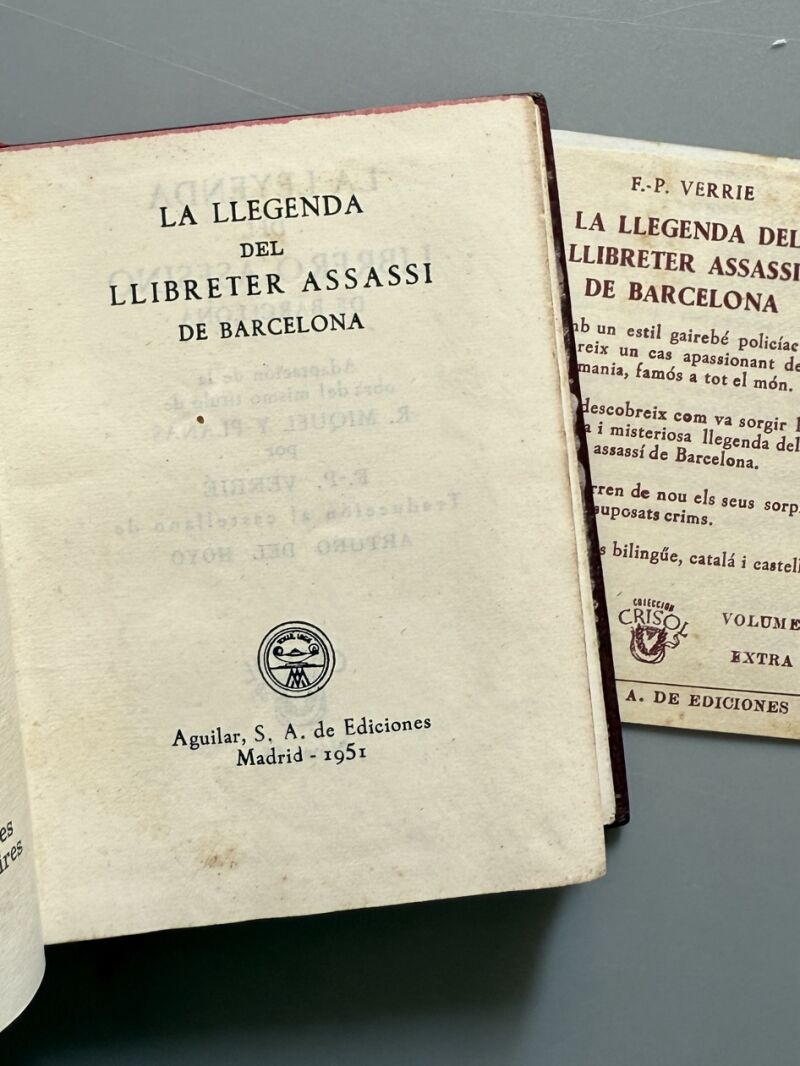 LA LLEGENDA
DEL
LLIBRETER ASSASSI
DE BARCELONA
Aguilar, S. A. de Ediciones
Madrid - 1951
es
ires
F.-P. VERRIE
LA LLEGENDA DEL
LLIBRETER ASSASSI
DE BARCELONA
mb un estil gairebé policíac
reix un cas apassionant de
mania, famós a tot el món.
descobreix com va sorgir l
a i misteriosa llegenda del
assassí de Barcelona.
rren de nou els seus sorp
suposats crims.
s bilingűe, catalá i castell
COLECCION
CRISOL
VOLUME
EXTRA
A. DE EDICIONES